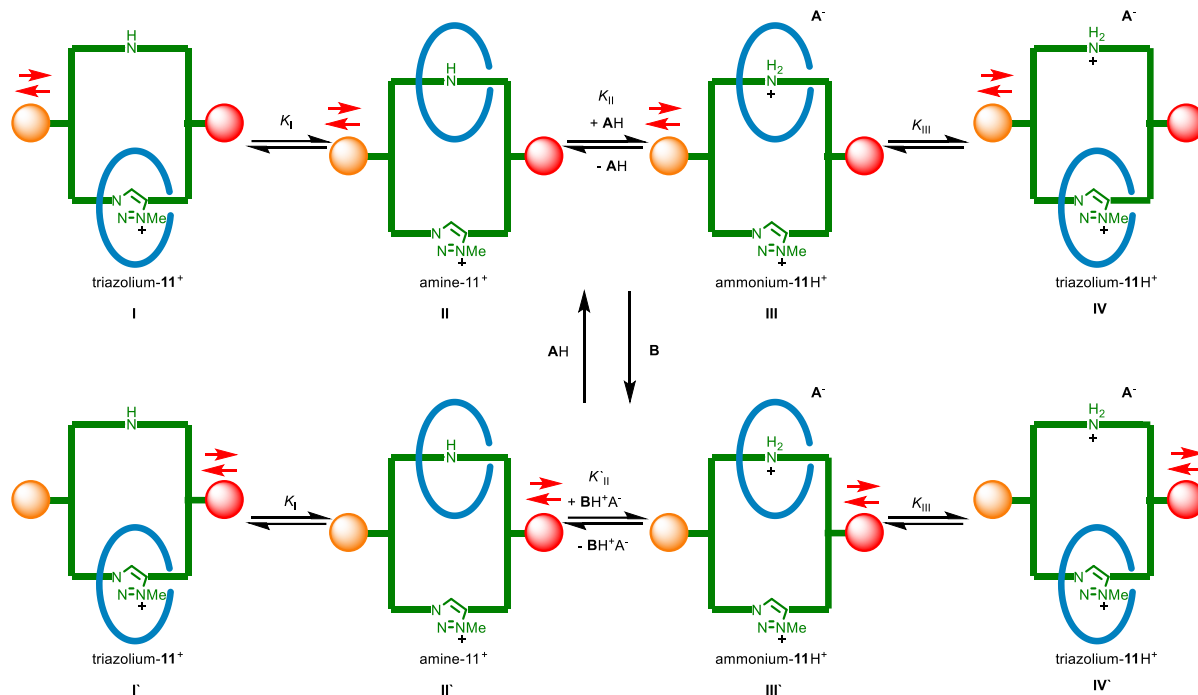 H
N
N
N=NMe
+
triazolium-11⁺
I
K_I
H
N
N
N=NMe
+
amine-11⁺
II
K_II
+ AH
- AH
A⁻
H₂
N
+
N
N=NMe
+
ammonium-11H⁺
III
K_III
A⁻
H₂
N
+
N
N=NMe
+
triazolium-11H⁺
IV
AH
B
H
N
N
N=NMe
+
triazolium-11⁺
I`
K_I
H
N
N
N=NMe
+
amine-11⁺
II`
K`_II
+ BH⁺A⁻
- BH⁺A⁻
A⁻
H₂
N
+
N
N=NMe
+
ammonium-11H⁺
III`
K_III
A⁻
H₂
N
+
N
N=NMe
+
triazolium-11H⁺
IV`